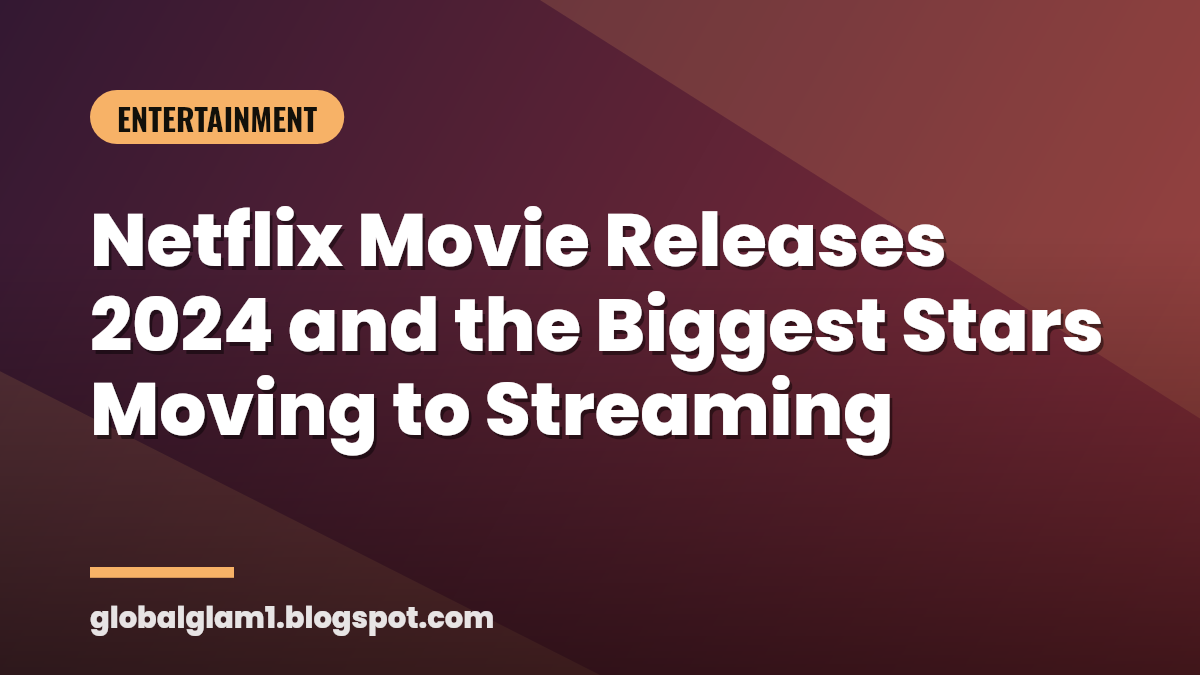 ENTERTAINMENT
Netflix Movie Releases
2024 and the Biggest Stars
Moving to Streaming
globalglam1.blogspot.com